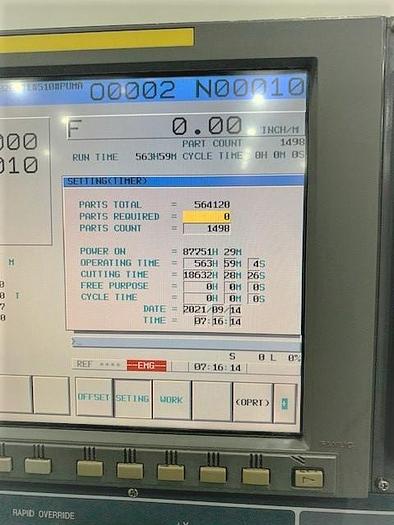 O0002 N00010
000
010
F 0.00 INCH/M
PART COUNT 1498
RUN TIME 563H59M CYCLE TIME 0H 0M 0S
SETTING(TIMER)
PARTS TOTAL = 564120
PARTS REQUIRED = 0
PARTS COUNT = 1498
POWER ON = 87751H 29M
OPERATING TIME = 563H 59M 4S
CUTTING TIME = 18632H 28M 26S
FREE PURPOSE = 0H 0M 0S
CYCLE TIME = 0H 0M 0S
DATE = 2021/09/14
TIME = 07:16:14
M
T
>_
S 0 L 0%
REF **** --EMG-- 07:16:14
OFFSET SETING WORK (OPRT) +
RAPID OVERRIDE